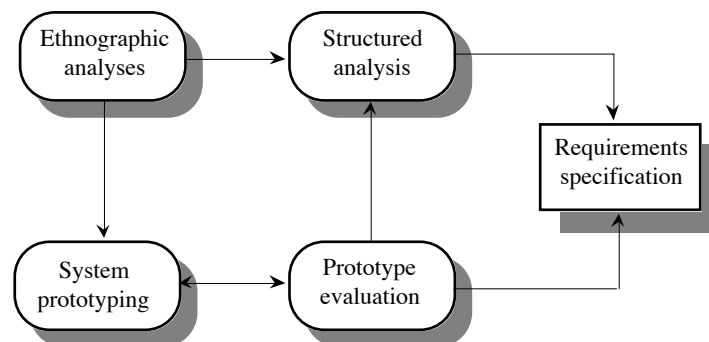 Ethnographic
analyses
Structured
analysis
Requirements
specification
System
prototyping
Prototype
evaluation